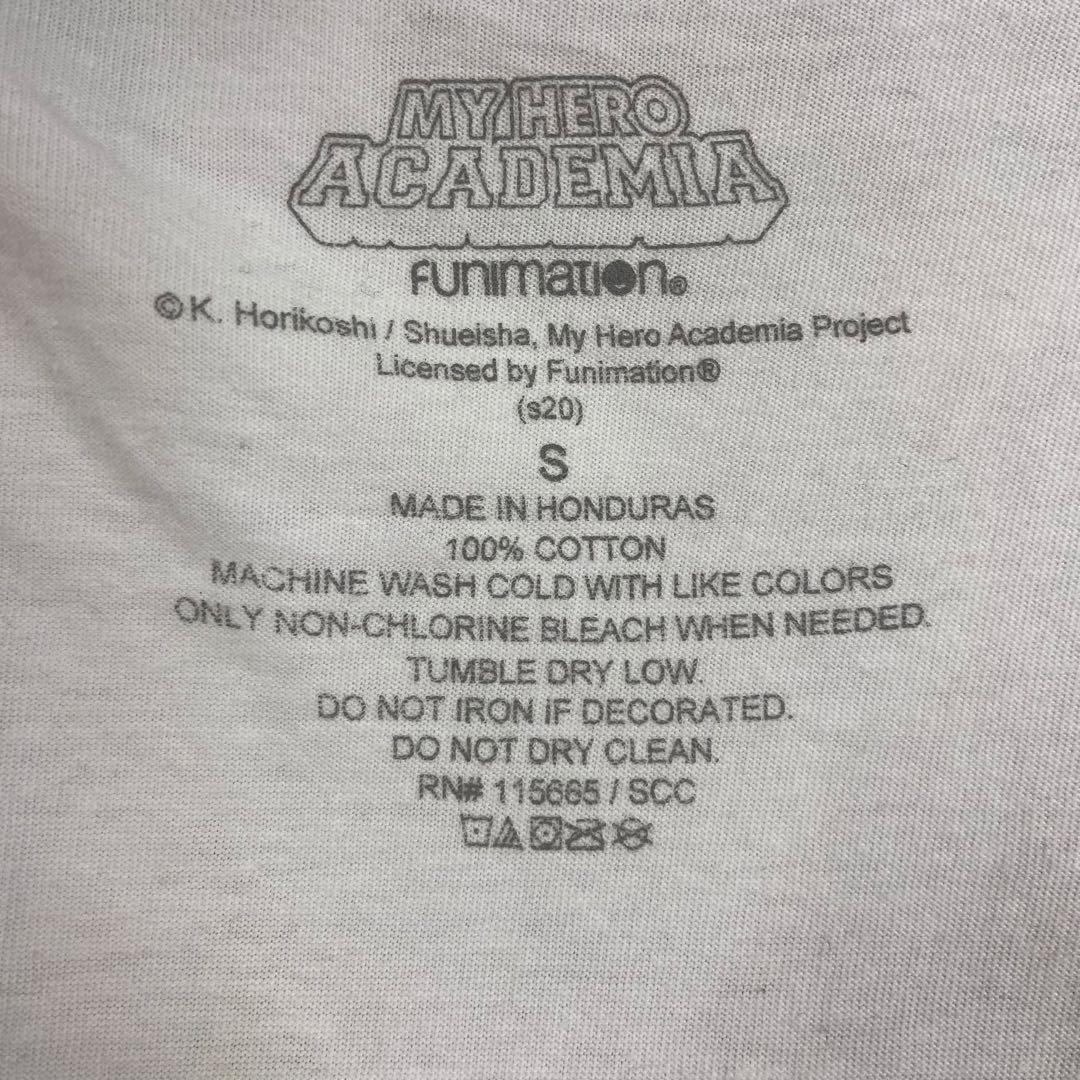 MY HERO
ACADEMIA
FUNIMATION®
© K. Horikoshi / Shueisha, My Hero Academia Project
Licensed by Funimation®
(s20)
S
MADE IN HONDURAS
100% COTTON
MACHINE WASH COLD WITH LIKE COLORS
ONLY NON-CHLORINE BLEACH WHEN NEEDED.
TUMBLE DRY LOW.
DO NOT IRON IF DECORATED.
DO NOT DRY CLEAN.
RN# 115665 / SCC